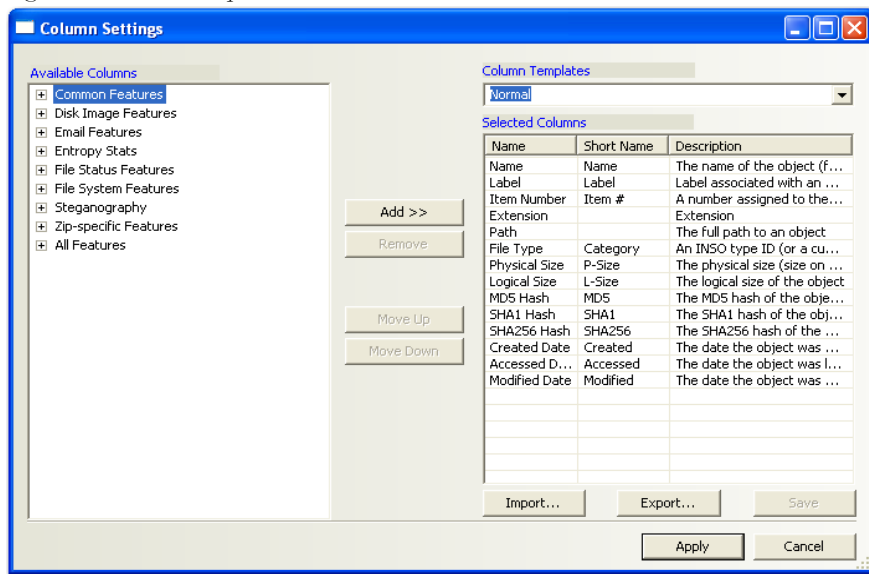 Column Settings
Available Columns
Common Features
Disk Image Features
Email Features
Entropy Stats
File Status Features
File System Features
Steganography
Zip-specific Features
All Features
Add >>
Remove
Move Up
Move Down
Column Templates
Normal
Selected Columns
Name Short Name Description
Name Name The name of the object (f...
Label Label Label associated with an ...
Item Number Item # A number assigned to the...
Extension Extension
Path The full path to an object
File Type Category An INSO type ID (or a cu...
Physical Size P-Size The physical size (size on ...
Logical Size L-Size The logical size of the object
MD5 Hash MD5 The MD5 hash of the obje...
SHA1 Hash SHA1 The SHA1 hash of the obj...
SHA256 Hash SHA256 The SHA256 hash of the ...
Created Date Created The date the object was ...
Accessed D... Accessed The date the object was l...
Modified Date Modified The date the object was ...
Import... Export... Save
Apply Cancel